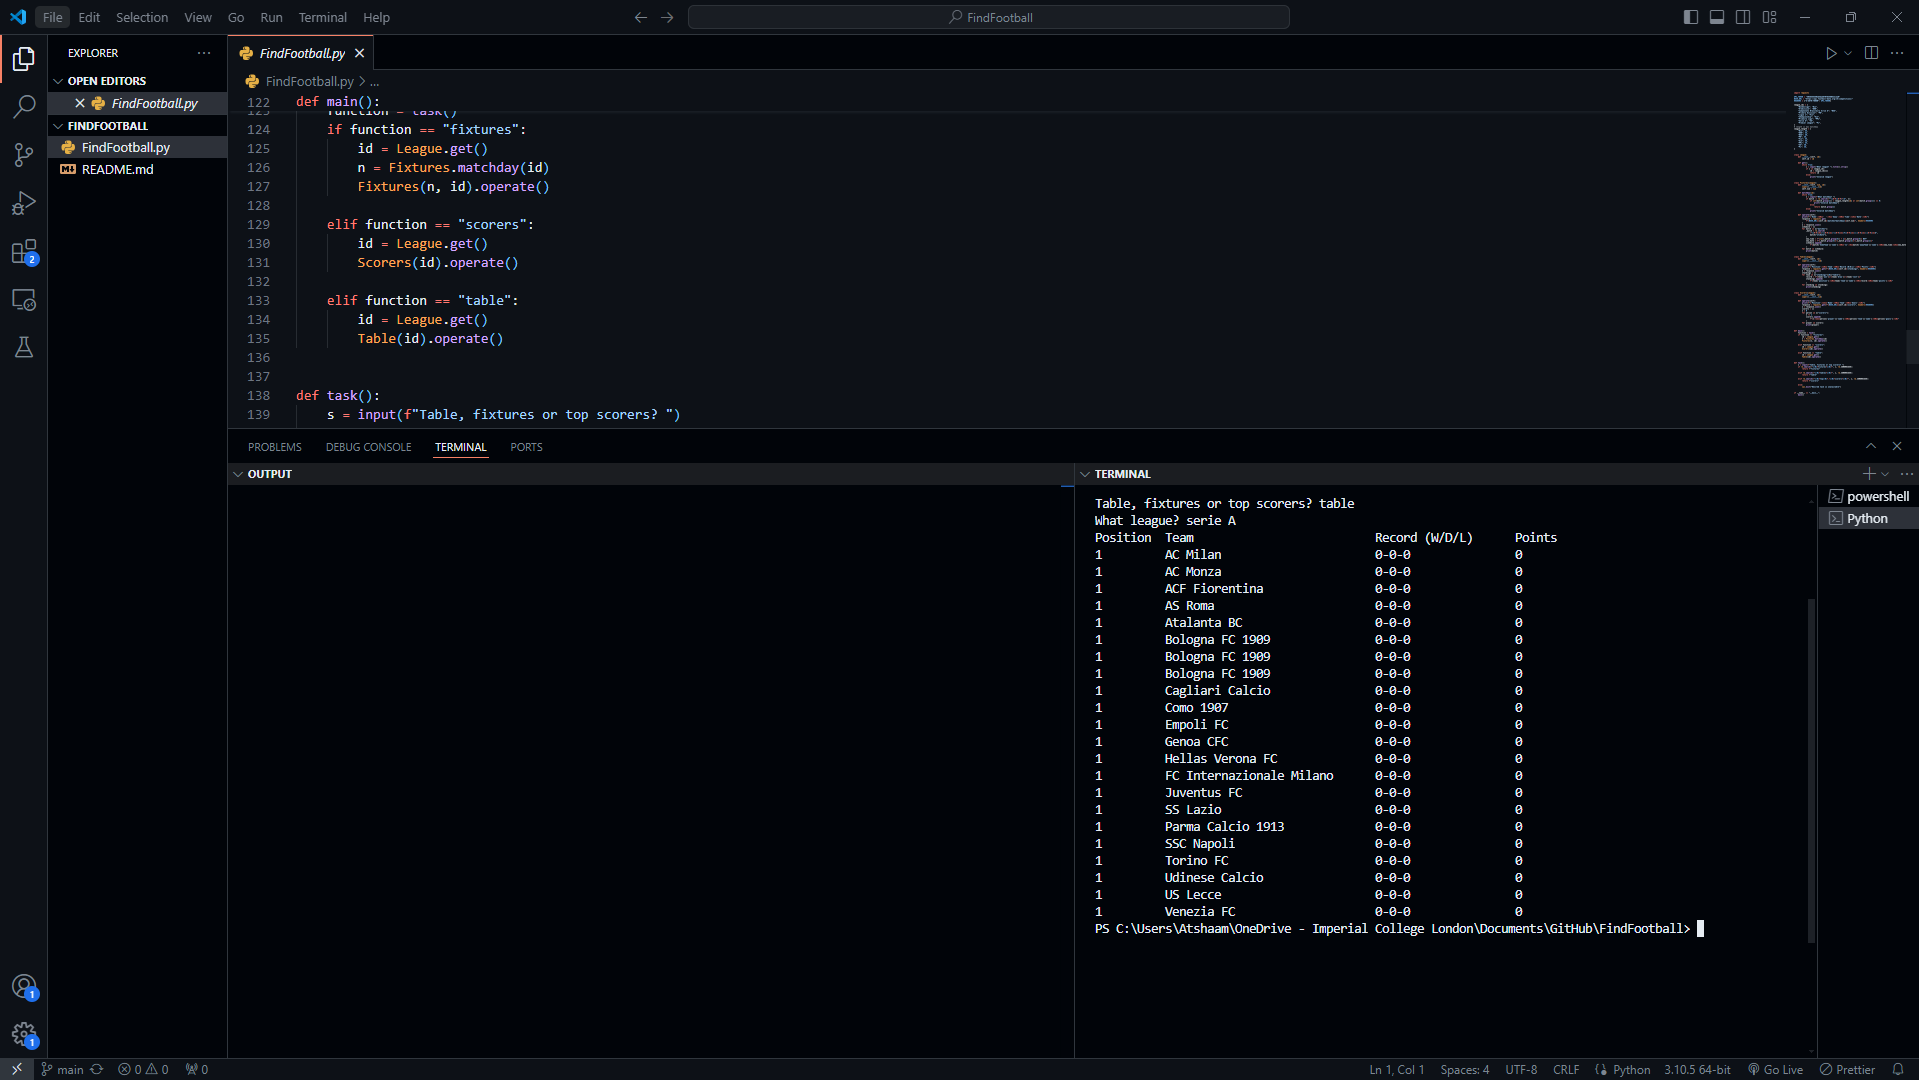 File Edit Selection View Go Run Terminal Help
FindFootball
EXPLORER
OPEN EDITORS
FindFootball.py
FINDFOOTBALL
FindFootball.py
README.md
2
1
1
FindFootball.py
FindFootball.py > ...
122 def main():
123 function = task()
124 if function == "fixtures":
125 id = League.get()
126 n = Fixtures.matchday(id)
127 Fixtures(n, id).operate()
128
129 elif function == "scorers":
130 id = League.get()
131 Scorers(id).operate()
132
133 elif function == "table":
134 id = League.get()
135 Table(id).operate()
136
137
138 def task():
139 s = input(f"Table, fixtures or top scorers? ")
PROBLEMS DEBUG CONSOLE TERMINAL PORTS
OUTPUT
TERMINAL
Table, fixtures or top scorers? table
What league? serie A
Position Team Record (W/D/L) Points
1 AC Milan 0-0-0 0
1 AC Monza 0-0-0 0
1 ACF Fiorentina 0-0-0 0
1 AS Roma 0-0-0 0
1 Atalanta BC 0-0-0 0
1 Bologna FC 1909 0-0-0 0
1 Bologna FC 1909 0-0-0 0
1 Bologna FC 1909 0-0-0 0
1 Cagliari Calcio 0-0-0 0
1 Como 1907 0-0-0 0
1 Empoli FC 0-0-0 0
1 Genoa CFC 0-0-0 0
1 Hellas Verona FC 0-0-0 0
1 FC Internazionale Milano 0-0-0 0
1 Juventus FC 0-0-0 0
1 SS Lazio 0-0-0 0
1 Parma Calcio 1913 0-0-0 0
1 SSC Napoli 0-0-0 0
1 Torino FC 0-0-0 0
1 Udinese Calcio 0-0-0 0
1 US Lecce 0-0-0 0
1 Venezia FC 0-0-0 0
PS C:\Users\Atshaam\OneDrive - Imperial College London\Documents\GitHub\FindFootball>
powershell
Python
main 0 0 0 Ln 1, Col 1 Spaces: 4 UTF-8 CRLF Python 3.10.5 64-bit Go Live Prettier